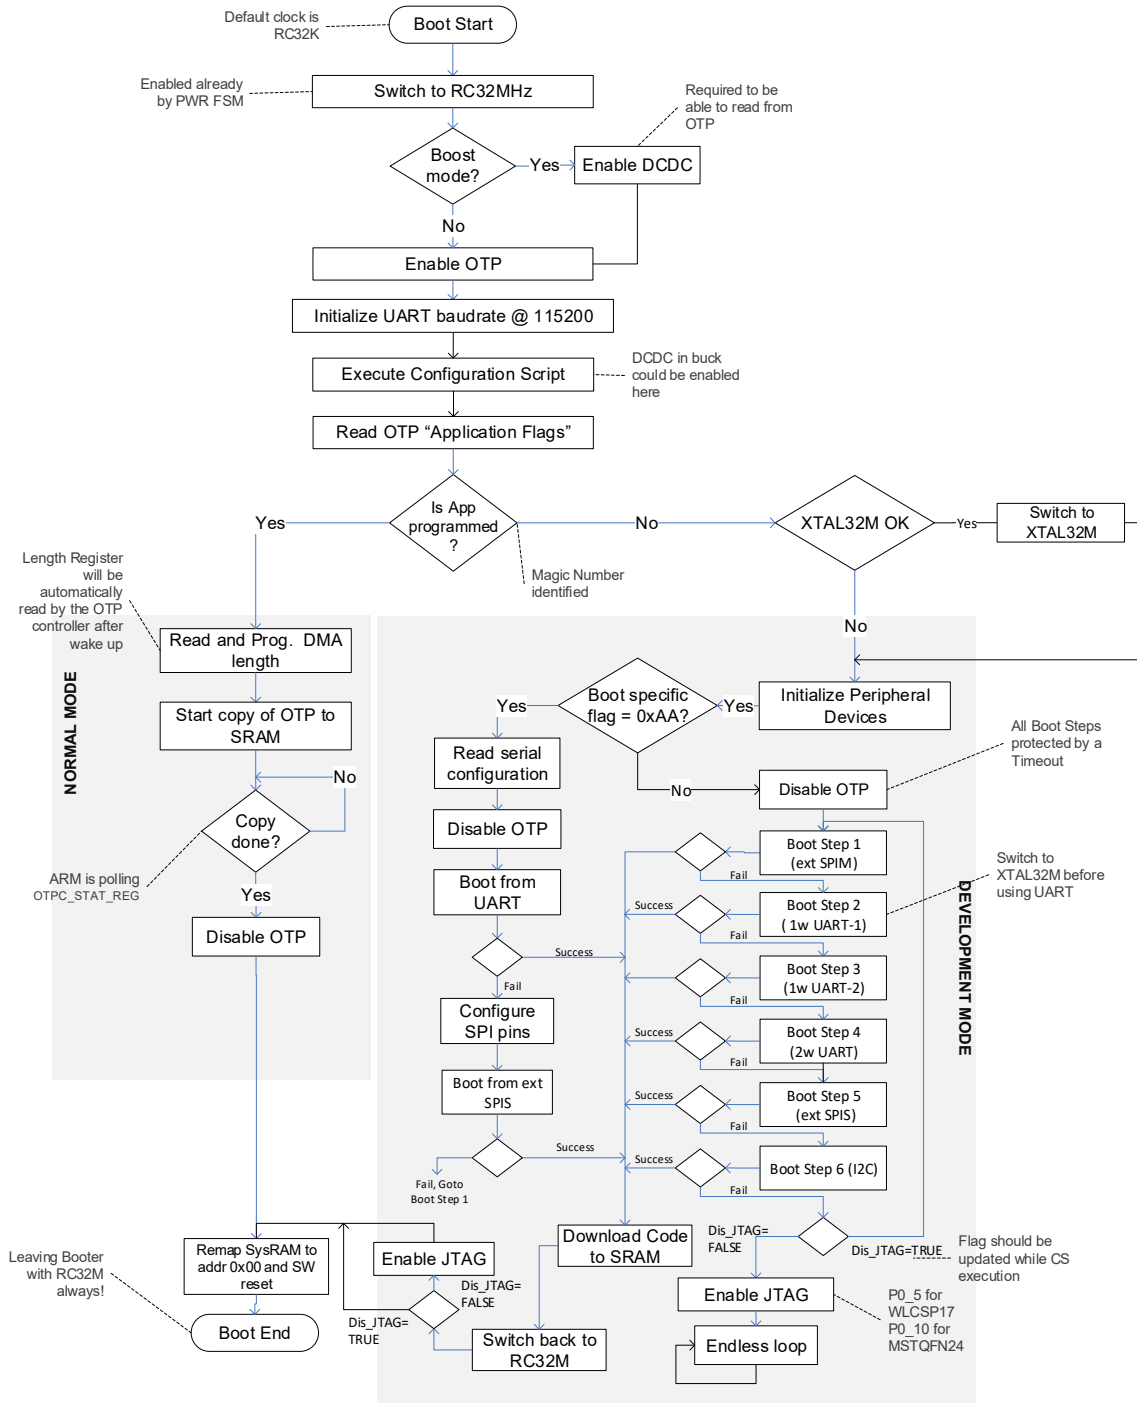 Default clock is
RC32K
Boot Start
Enabled already
by PWR FSM
Switch to RC32MHz
Required to be
able to read from
OTP
Boost
mode?
Yes
Enable DCDC
No
Enable OTP
Initialize UART baudrate @ 115200
Execute Configuration Script
DCDC in buck
could be enabled
here
Read OTP “Application Flags”
Is App
programmed
?
Yes
No
XTAL32M OK
Yes
Switch to
XTAL32M
Magic Number
identified
Length Register
will be
automatically
read by the OTP
controller after
wake up
No
NORMAL MODE
Read and Prog.  DMA
length
Start copy of OTP to
SRAM
No
Copy
done?
ARM is polling
OTPC_STAT_REG
Yes
Disable OTP
Boot specific
flag = 0xAA?
Yes
Yes
Initialize Peripheral
Devices
Read serial
configuration
No
Disable OTP
All Boot Steps
protected by a
Timeout
Disable OTP
Boot from
UART
Success
Fail
Configure
SPI pins
Boot from ext
SPIS
Success
Fail, Goto
Boot Step 1
Boot Step 1
(ext SPIM)
Fail
Success
Boot Step 2
( 1w UART-1)
Fail
Switch to
XTAL32M before
using UART
Success
Boot Step 3
(1w UART-2)
Fail
Success
Boot Step 4
(2w UART)
Fail
Success
Boot Step 5
(ext SPIS)
Fail
Success
Boot Step 6 (I2C)
Fail
DEVELOPMENT MODE
Dis_JTAG=
FALSE
Dis_JTAG=TRUE
Flag should be
updated while CS
execution
Download Code
to SRAM
Enable JTAG
Dis_JTAG=
FALSE
Dis_JTAG=
TRUE
Switch back to
RC32M
Enable JTAG
P0_5 for
WLCSP17
P0_10 for
MSTQFN24
Endless loop
Leaving Booter
with RC32M
always!
Remap SysRAM to
addr 0x00 and SW
reset
Boot End